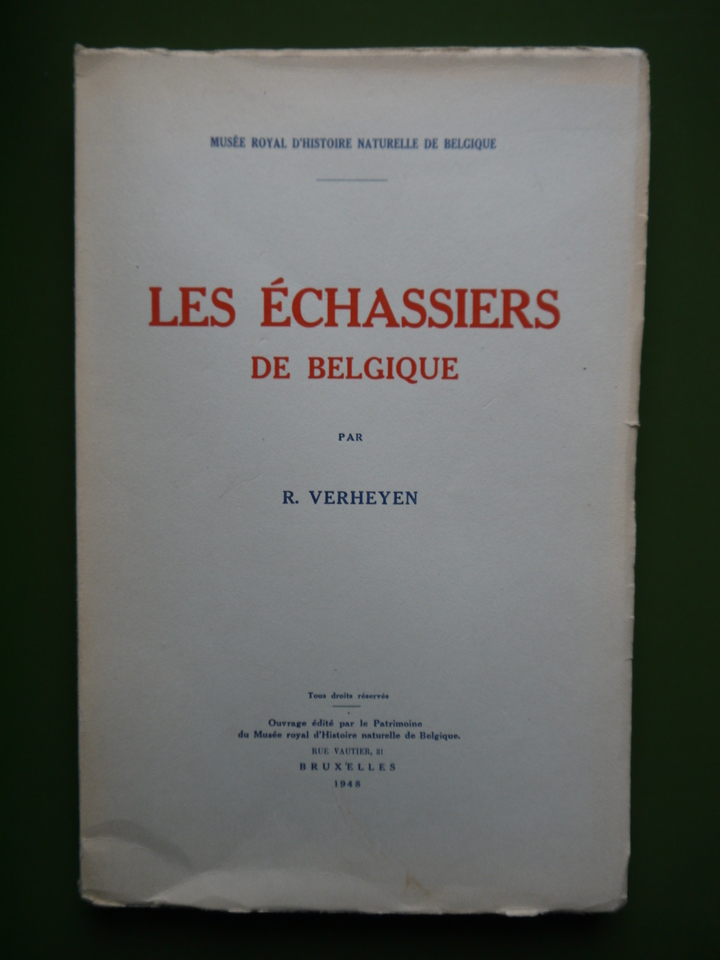 MUSÉE ROYAL D'HISTOIRE NATURELLE DE BELGIQUE
LES ÉCHASSIERS
DE BELGIQUE
PAR
R. VERHEYEN
Tous droits réservés
Ouvrage édité par le Patrimoine
du Musée royal d'Histoire naturelle de Belgique.
RUE VAUTIER, 31
BRUXELLES
1948